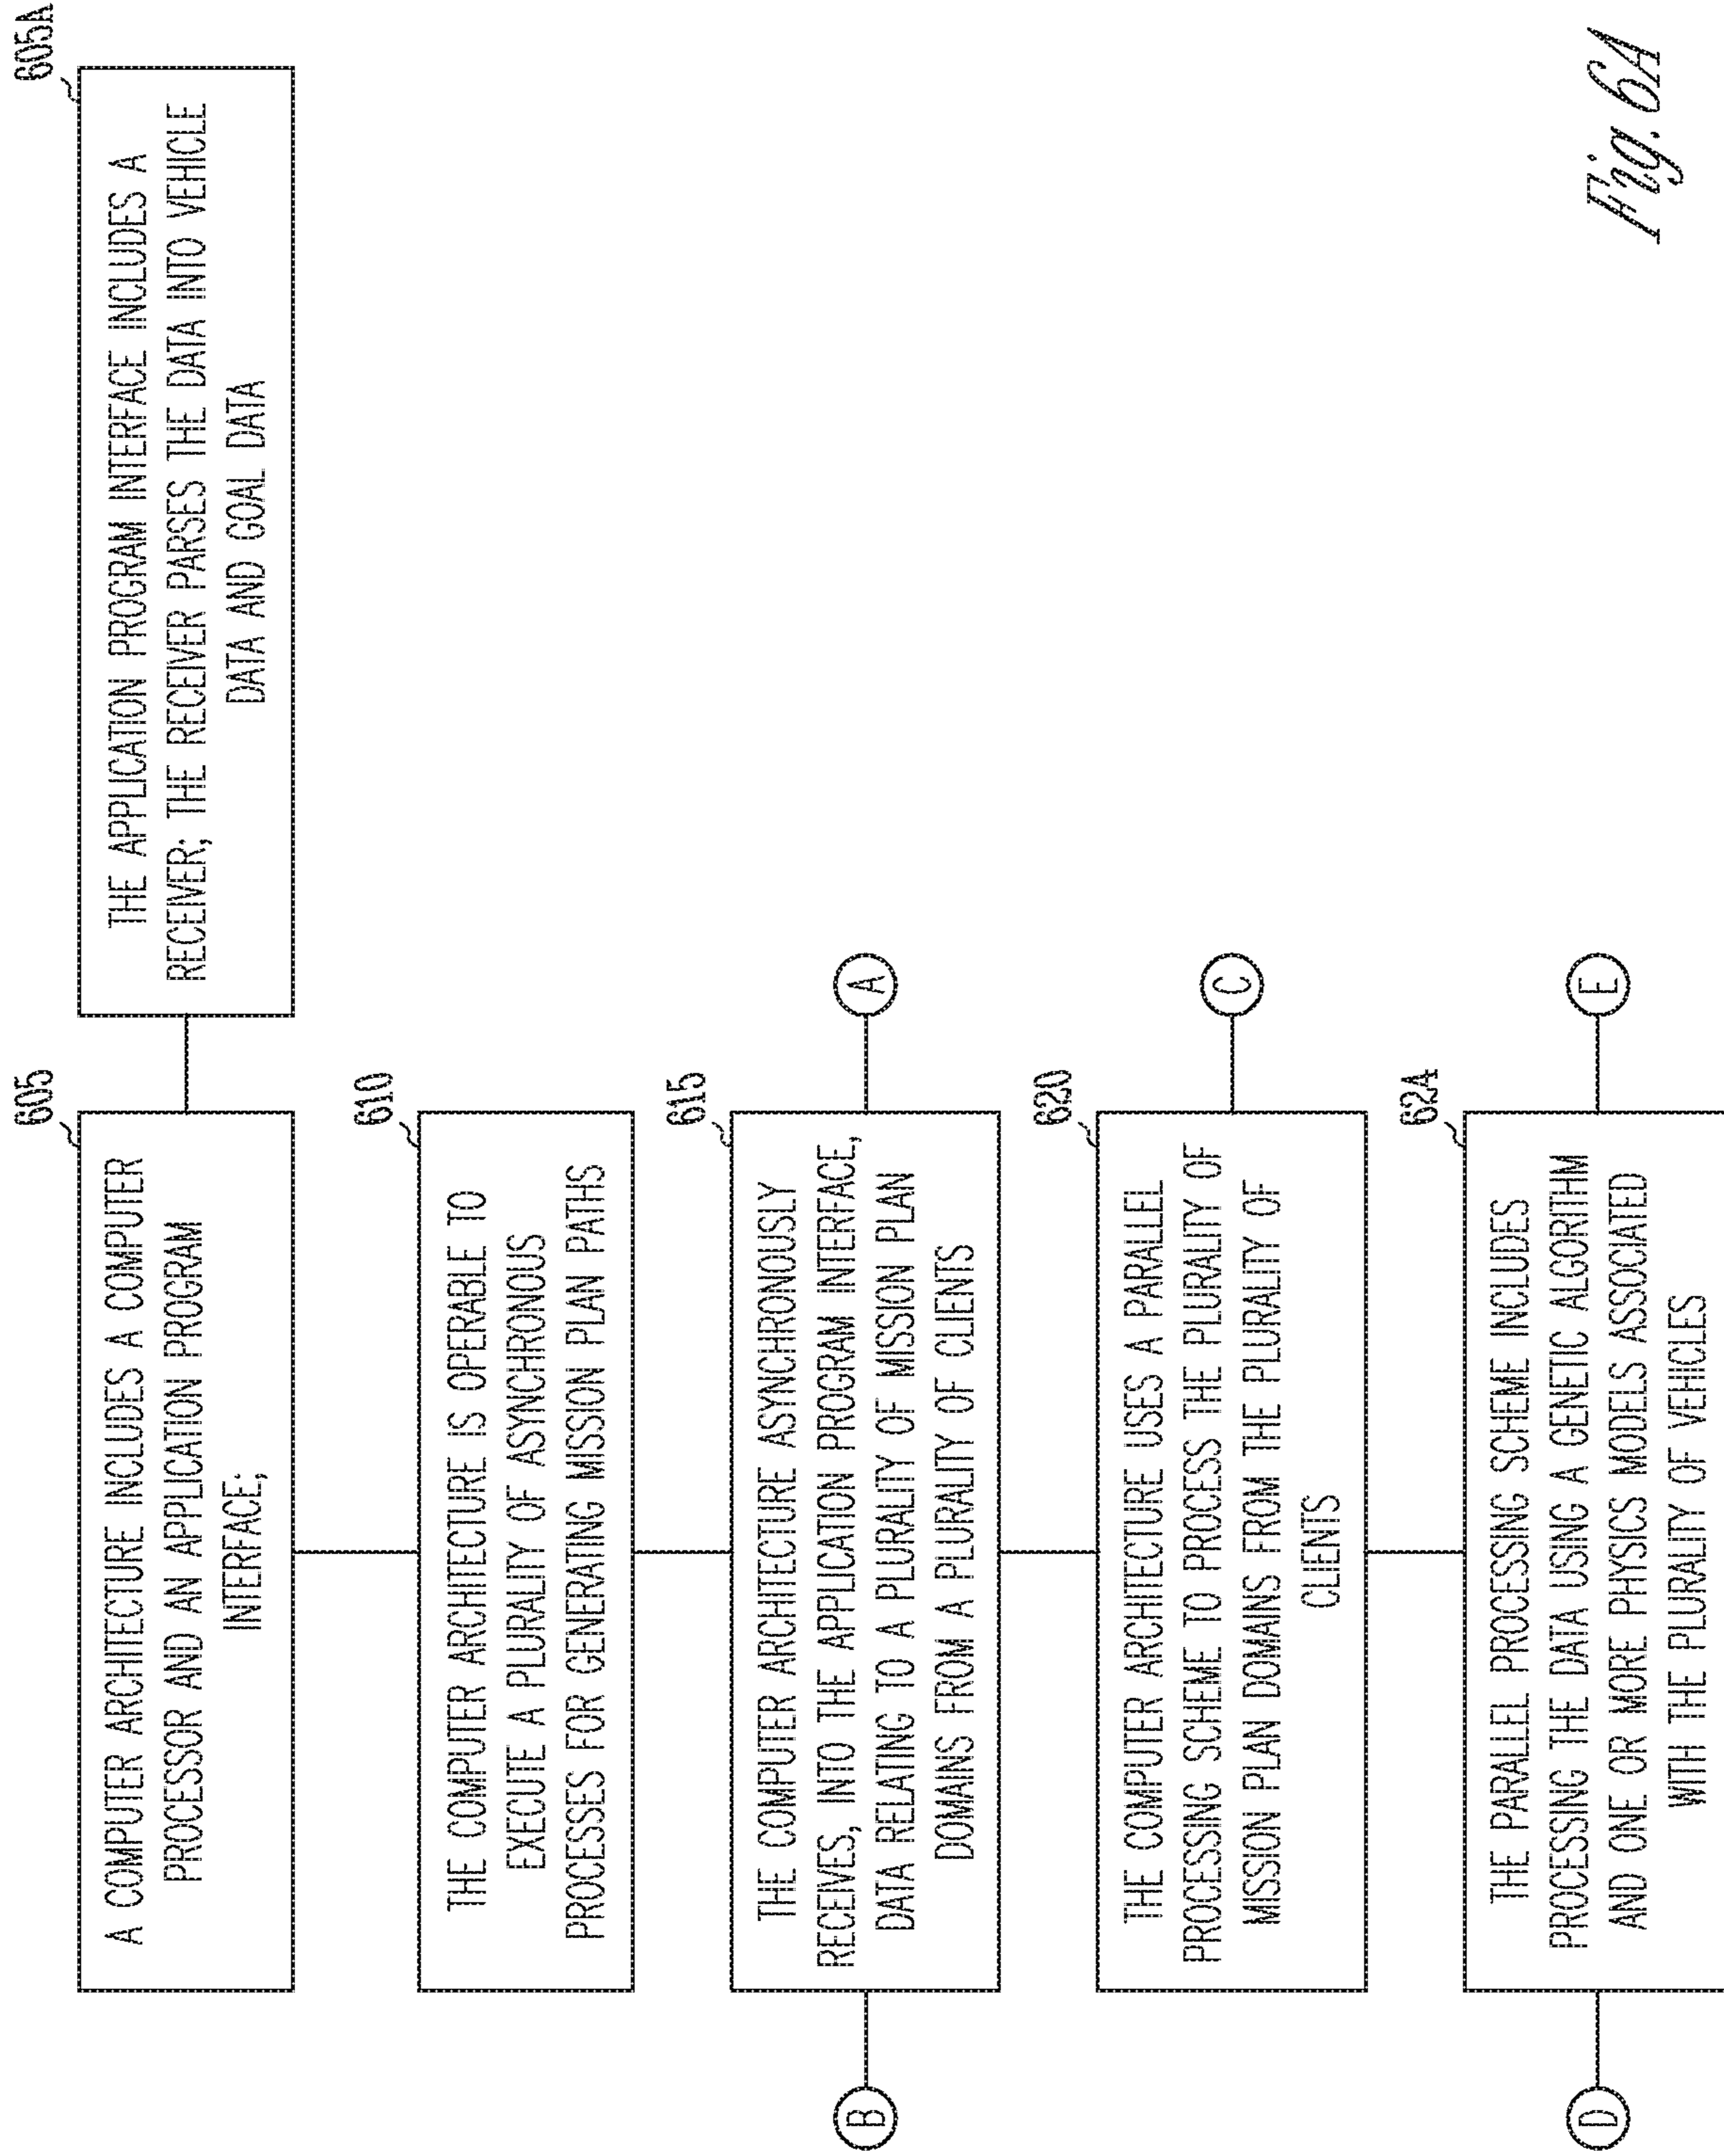 605
A COMPUTER ARCHITECTURE INCLUDES A COMPUTER
PROCESSOR AND AN APPLICATION PROGRAM
INTERFACE;
605A
THE APPLICATION PROGRAM INTERFACE INCLUDES A
RECEIVER; THE RECEIVER PARSES THE DATA INTO VEHICLE
DATA AND GOAL DATA
610
THE COMPUTER ARCHITECTURE IS OPERABLE TO
EXECUTE A PLURALITY OF ASYNCHRONOUS
PROCESSES FOR GENERATING MISSION PLAN PATHS
615
B
THE COMPUTER ARCHITECTURE ASYNCHRONOUSLY
RECEIVES, INTO THE APPLICATION PROGRAM INTERFACE,
DATA RELATING TO A PLURALITY OF MISSION PLAN
DOMAINS FROM A PLURALITY OF CLIENTS
A
620
THE COMPUTER ARCHITECTURE USES A PARALLEL
PROCESSING SCHEME TO PROCESS THE PLURALITY OF
MISSION PLAN DOMAINS FROM THE PLURALITY OF
CLIENTS
C
62A
D
THE PARALLEL PROCESSING SCHEME INCLUDES
PROCESSING THE DATA USING A GENETIC ALGORITHM
AND ONE OR MORE PHYSICS MODELS ASSOCIATED
WITH THE PLURALITY OF VEHICLES
E
Fig. 6A